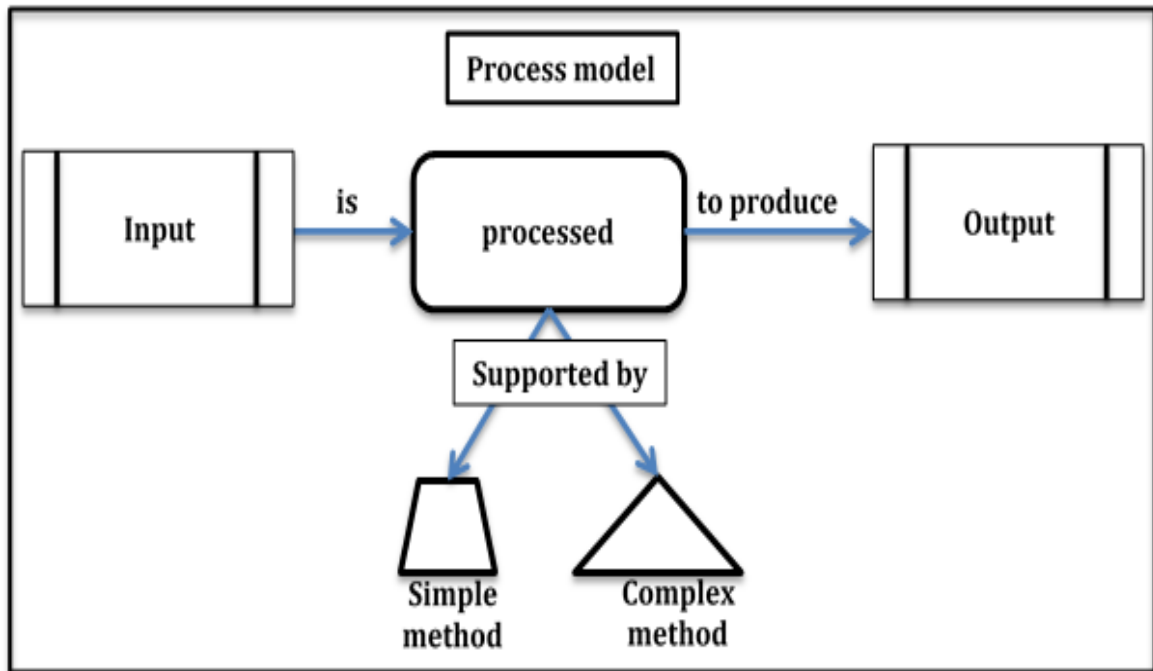 Process model
Input
is
processed
to produce
Output
Supported by
Simple
method
Complex
method